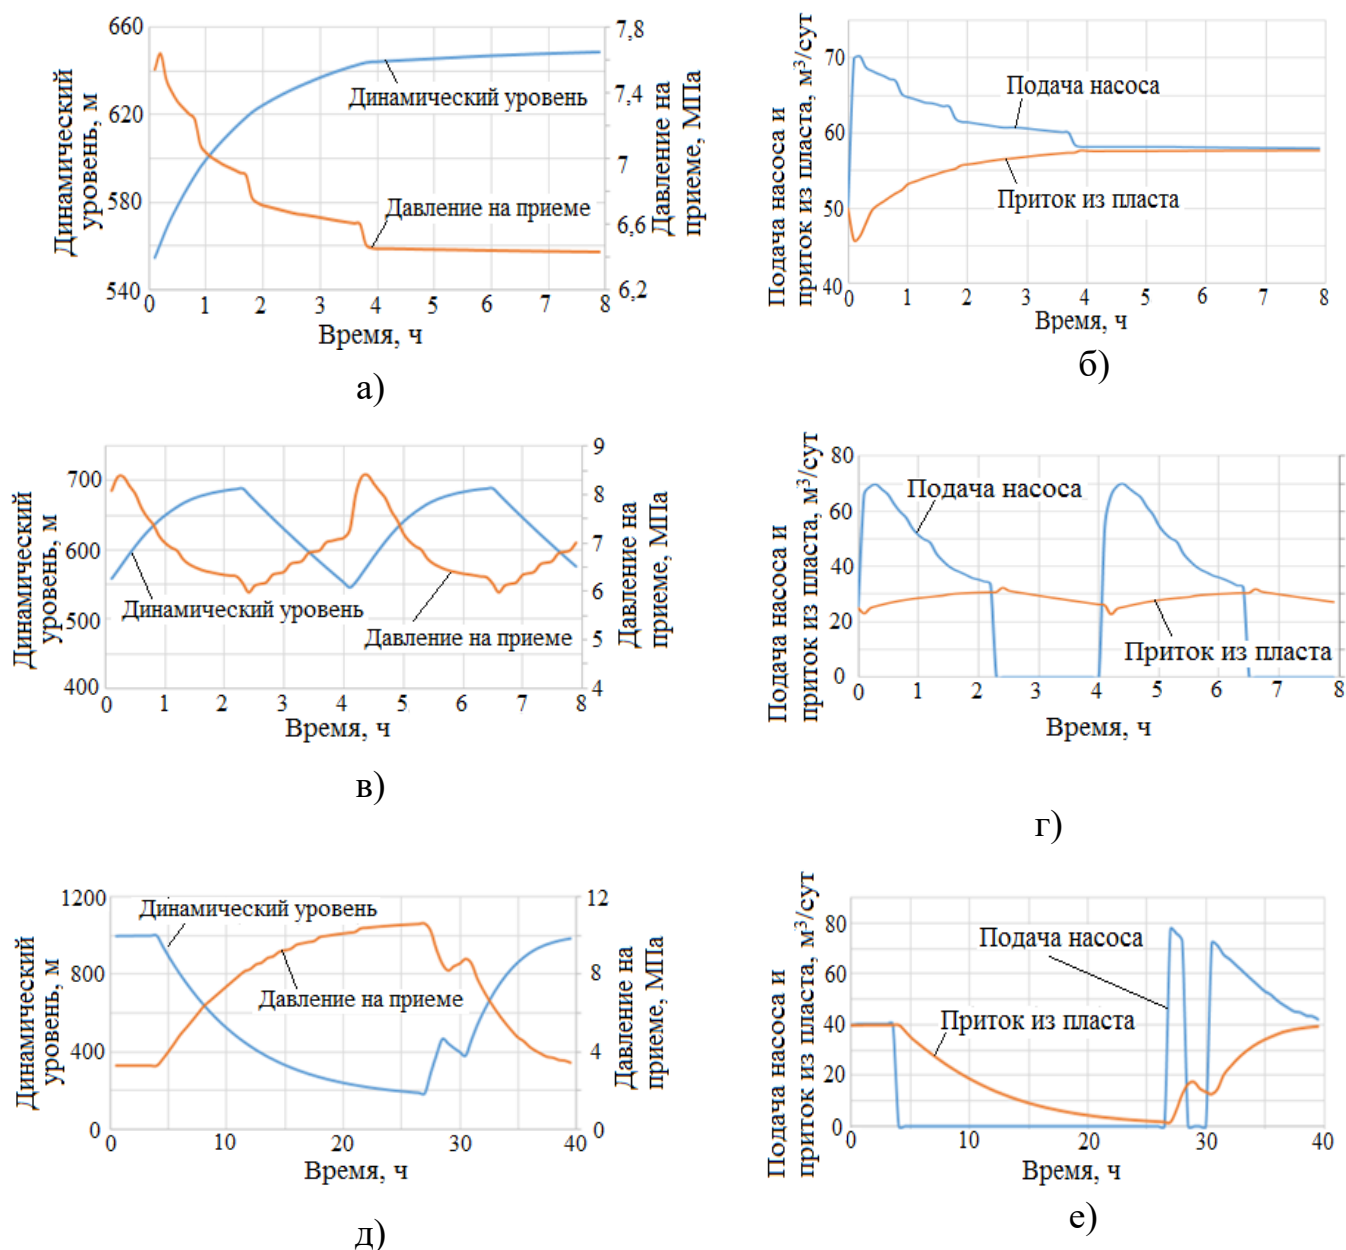 660
620
580
540
Динамический
уровень, м
7,8
7,4
7
6,6
6,2
Давление на
приеме, МПа
Динамический уровень
Давление на приеме
0 1 2 3 4 5 6 7 8
Время, ч
а)
70
60
50
40
Подача насоса и
приток из пласта, м³/сут
Подача насоса
Приток из пласта
0 1 2 3 4 5 6 7 8
Время, ч
б)
700
600
500
400
Динамический
уровень, м
9
8
7
6
5
4
Давление на
приеме, МПа
Динамический уровень
Давление на приеме
0 1 2 3 4 5 6 7 8
Время, ч
в)
80
60
40
20
0
Подача насоса и
приток из пласта, м³/сут
Подача насоса
Приток из пласта
0 1 2 3 4 5 6 7 8
Время, ч
г)
1200
800
400
0
Динамический
уровень, м
12
8
4
0
Давление на
приеме, МПа
Динамический уровень
Давление на приеме
0 10 20 30 40
Время, ч
д)
80
60
40
20
0
Подача насоса и
приток из пласта, м³/сут
Подача насоса
Приток из пласта
0 10 20 30 40
Время, ч
е)